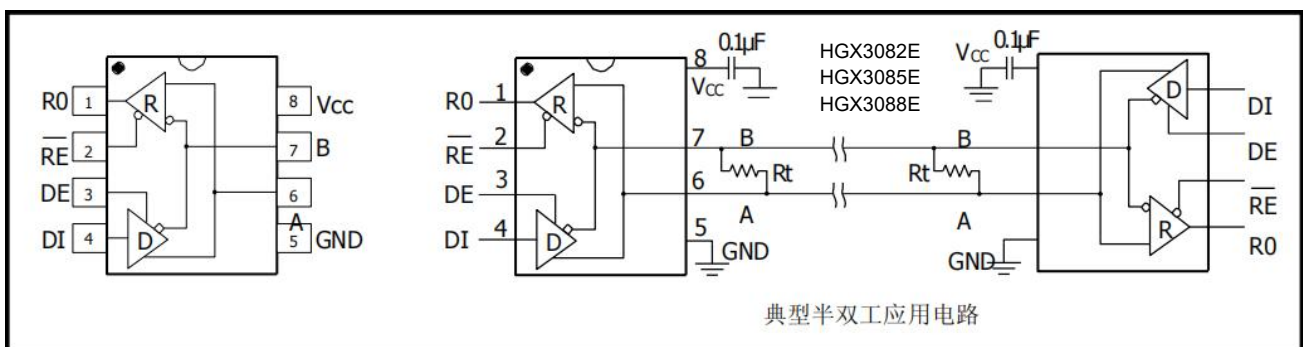 R0 1
RE 2
DE 3
DI 4
R
D
8 Vcc
7 B
6
A
5 GND
R0 1
RE 2
DE 3
DI 4
R
D
8
Vcc
0.1µF
7
B
Rt
6
A
5
GND
HGX3082E
HGX3085E
HGX3088E
Vcc
0.1µF
B
Rt
A
GND
D
R
DI
DE
RE
R0
典型半双工应用电路